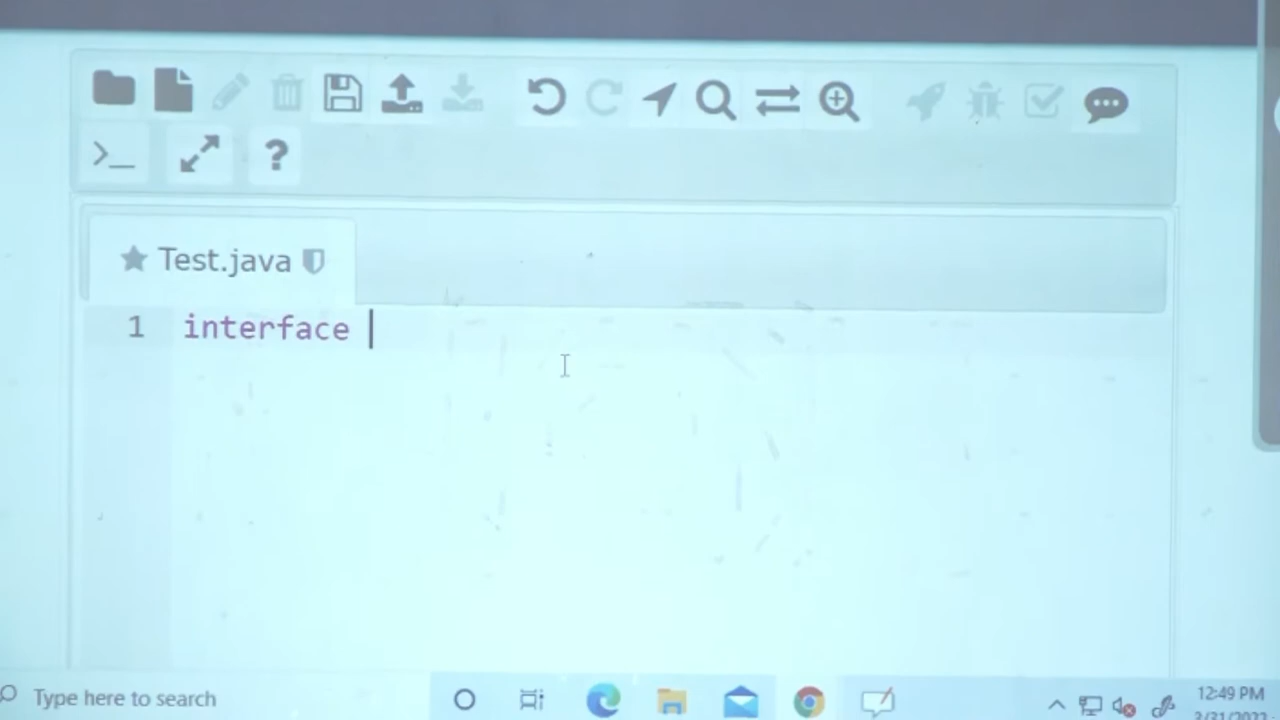 Test.java
1 interface
Type here to search
12:49 PM